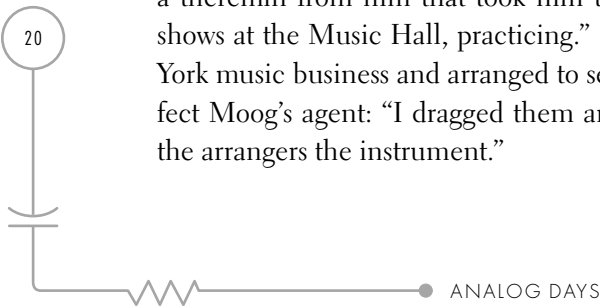 a theremin from him that took him t
20
shows at the Music Hall, practicing.”
York music business and arranged to s
fect Moog’s agent: “I dragged them a
the arrangers the instrument.”
ANALOG DAYS